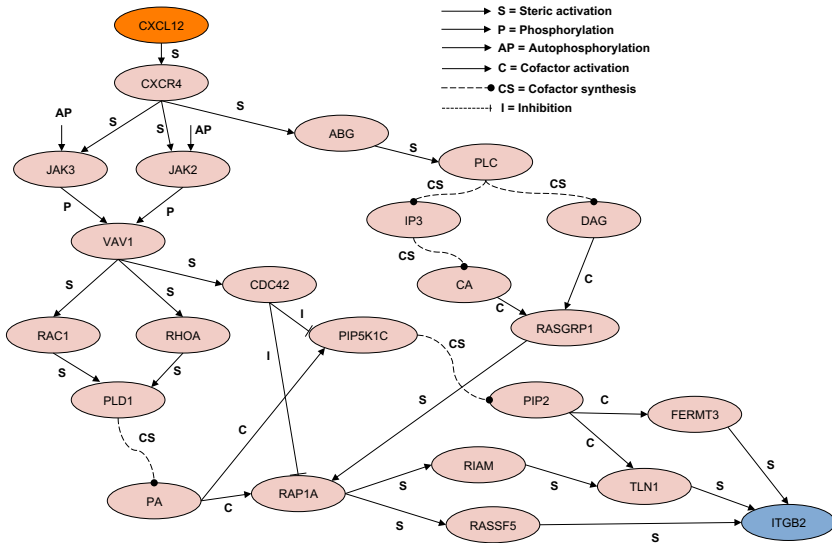 CXCL12
S = Steric activation
P = Phosphorylation
AP = Autophosphorylation
C = Cofactor activation
CS = Cofactor synthesis
I = Inhibition
S
CXCR4
AP
S
S
AP
S
ABG
S
JAK3
JAK2
PLC
P
P
CS
CS
IP3
DAG
VAV1
CS
C
S
S
S
CDC42
CA
C
RAC1
RHOA
I
PIP5K1C
RASGRP1
CS
I
S
S
S
PLD1
PIP2
C
FERMT3
C
CS
C
RIAM
S
S
S
TLN1
S
PA
C
RAP1A
S
RASSF5
S
ITGB2